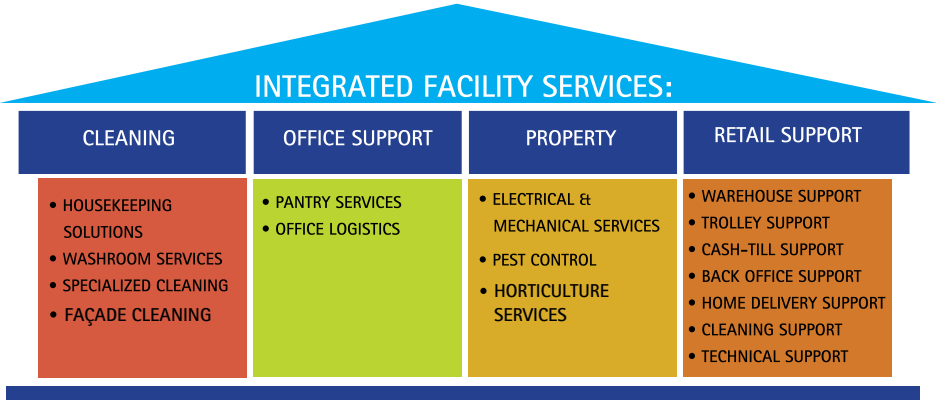 INTEGRATED FACILITY SERVICES:
CLEANING
• HOUSEKEEPING
SOLUTIONS
• WASHROOM SERVICES
• SPECIALIZED CLEANING
• FAÇADE CLEANING
OFFICE SUPPORT
• PANTRY SERVICES
• OFFICE LOGISTICS
PROPERTY
• ELECTRICAL &
MECHANICAL SERVICES
• PEST CONTROL
• HORTICULTURE
SERVICES
RETAIL SUPPORT
• WAREHOUSE SUPPORT
• TROLLEY SUPPORT
• CASH-TILL SUPPORT
• BACK OFFICE SUPPORT
• HOME DELIVERY SUPPORT
• CLEANING SUPPORT
• TECHNICAL SUPPORT